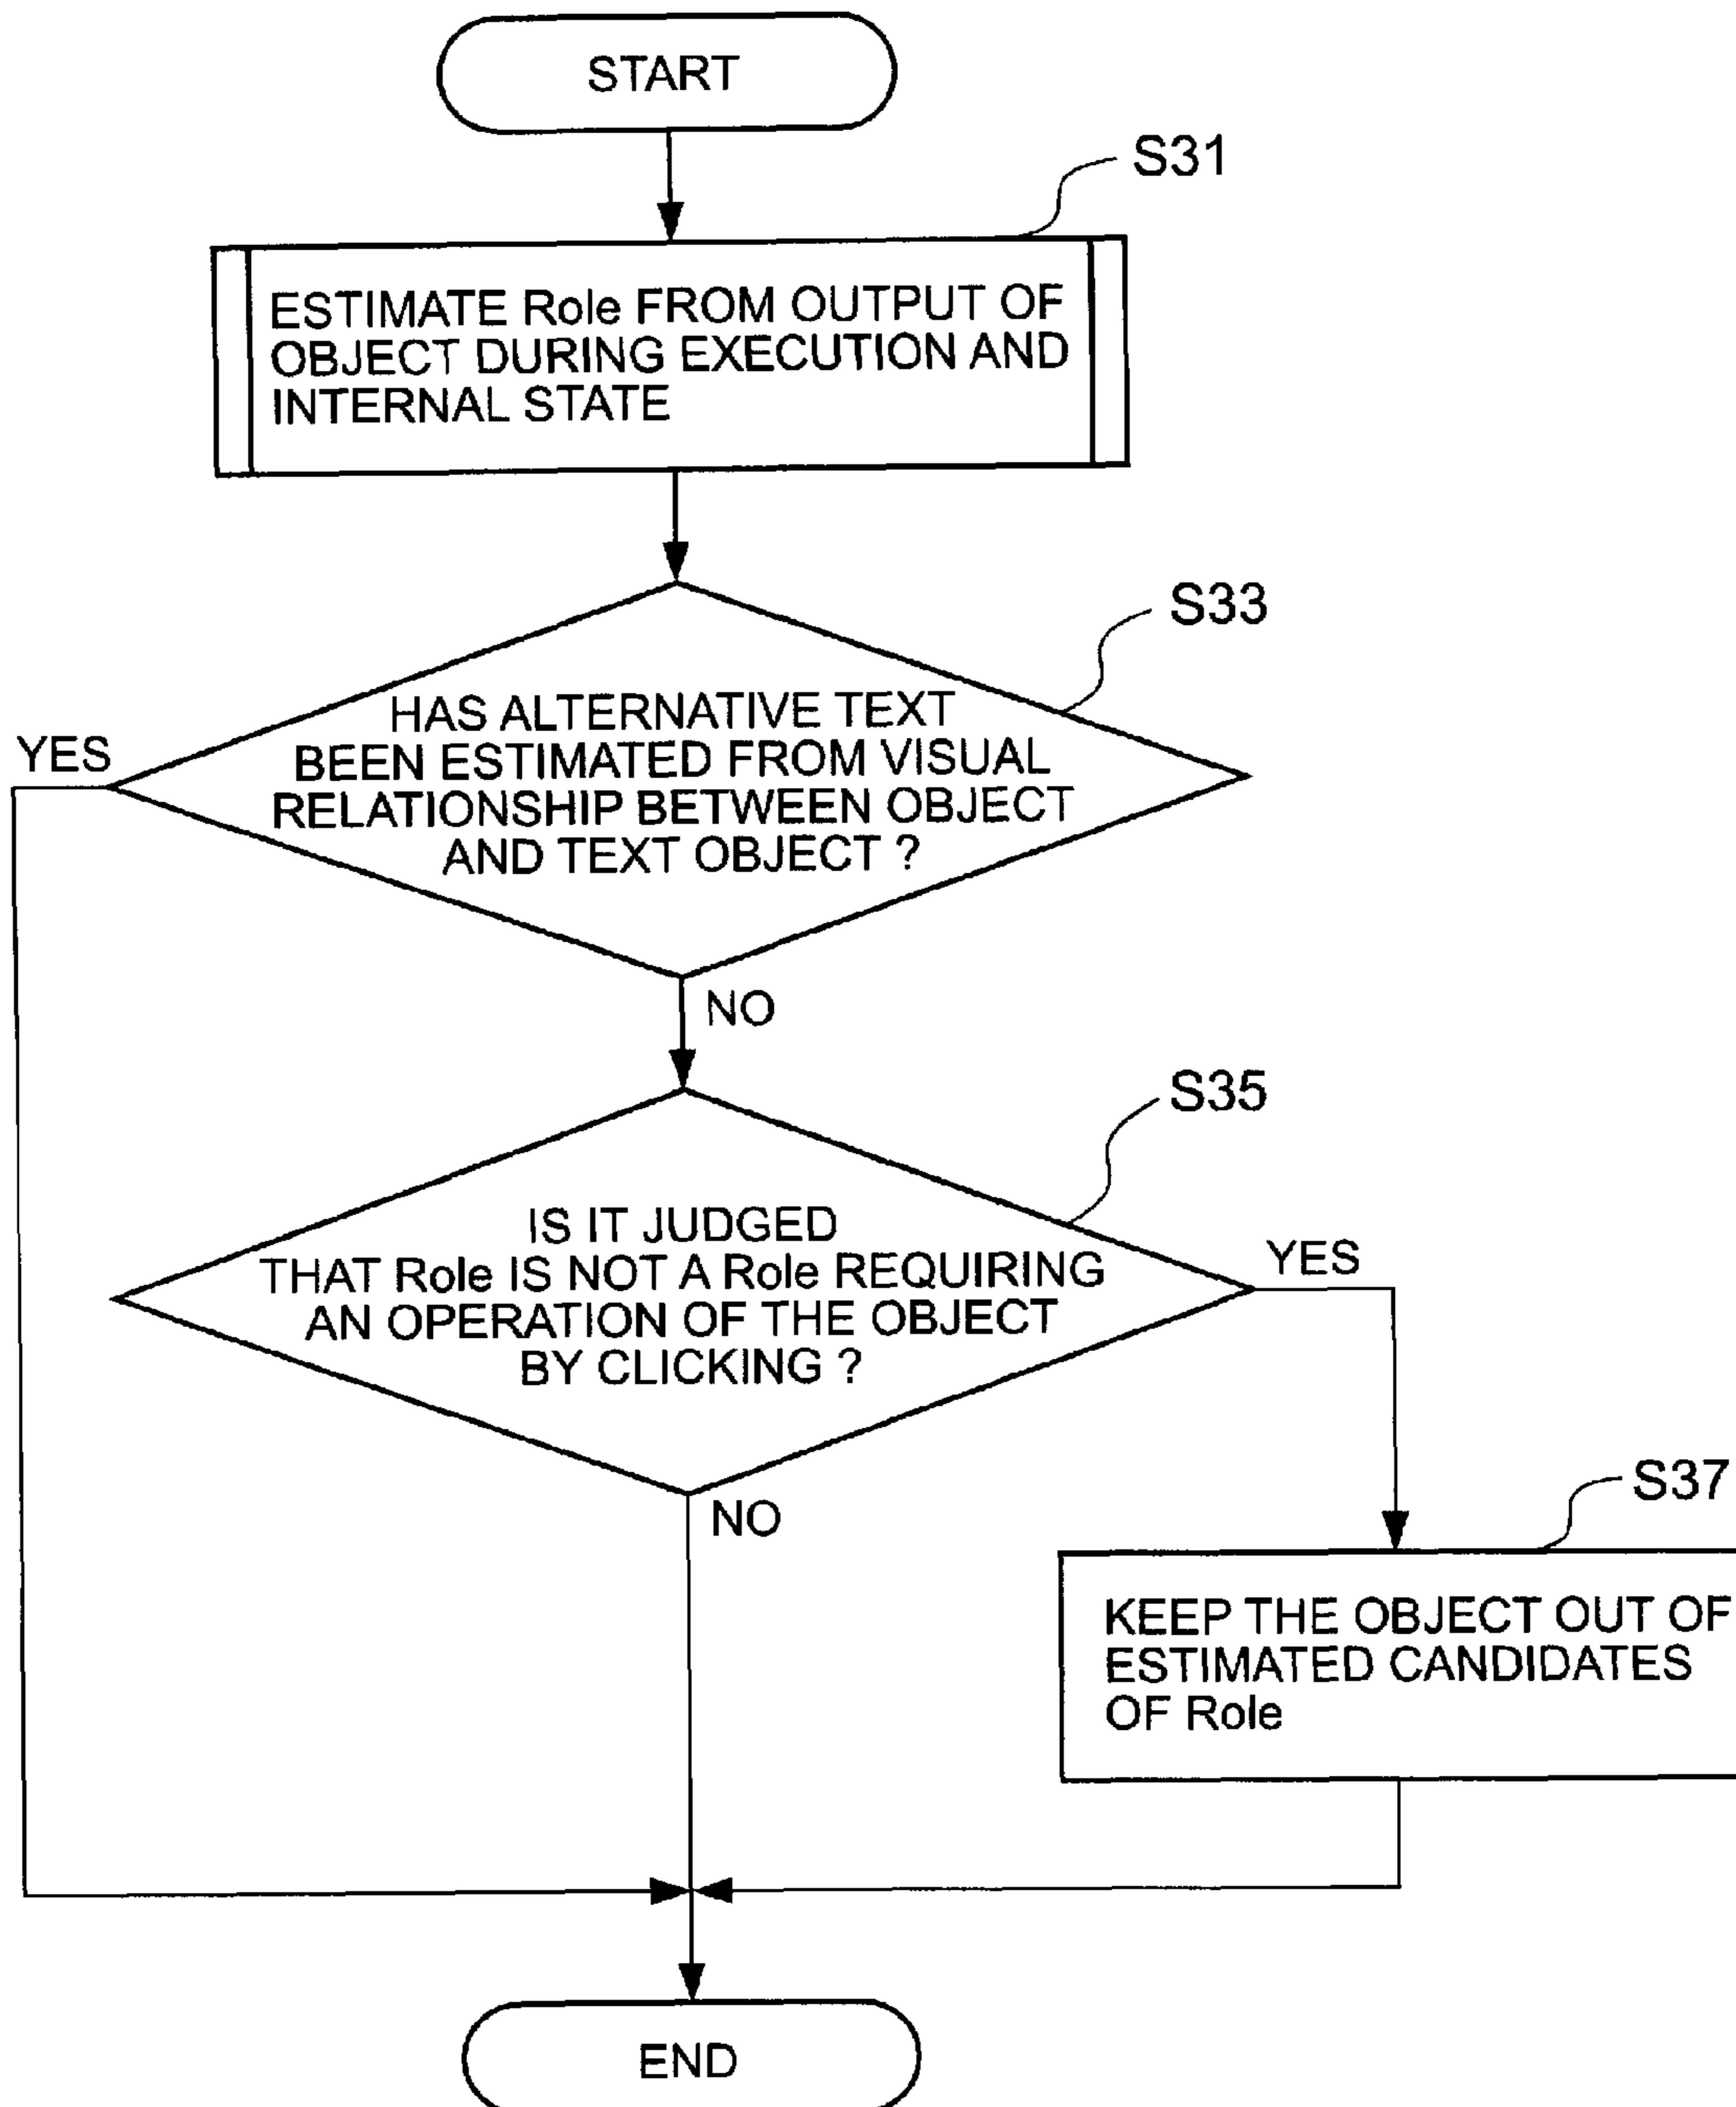 START
S31
ESTIMATE Role FROM OUTPUT OF
OBJECT DURING EXECUTION AND
INTERNAL STATE
S33
HAS ALTERNATIVE TEXT
BEEN ESTIMATED FROM VISUAL
RELATIONSHIP BETWEEN OBJECT
AND TEXT OBJECT ?
YES
NO
S35
IS IT JUDGED
THAT Role IS NOT A Role REQUIRING
AN OPERATION OF THE OBJECT
BY CLICKING ?
YES
NO
S37
KEEP THE OBJECT OUT OF
ESTIMATED CANDIDATES
OF Role
END